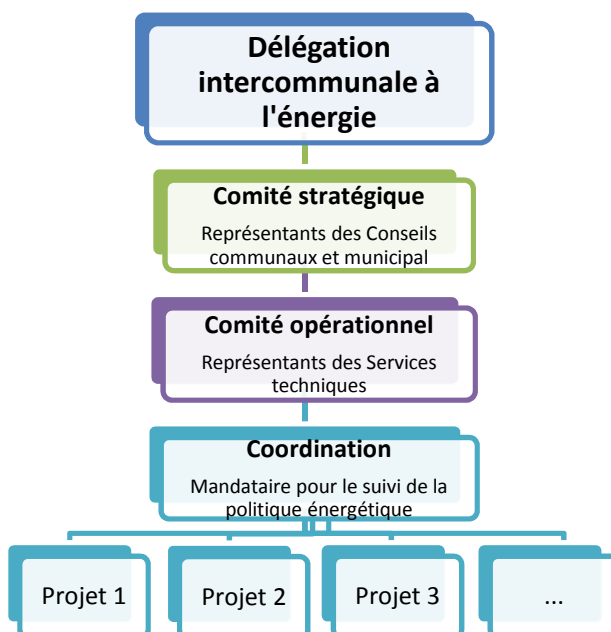 Délégation
intercommunale à
l'énergie
Comité stratégique
Représentants des Conseils
communaux et municipal
Comité opérationnel
Représentants des Services
techniques
Coordination
Mandataire pour le suivi de la
politique énergétique
Projet 1
Projet 2
Projet 3
...